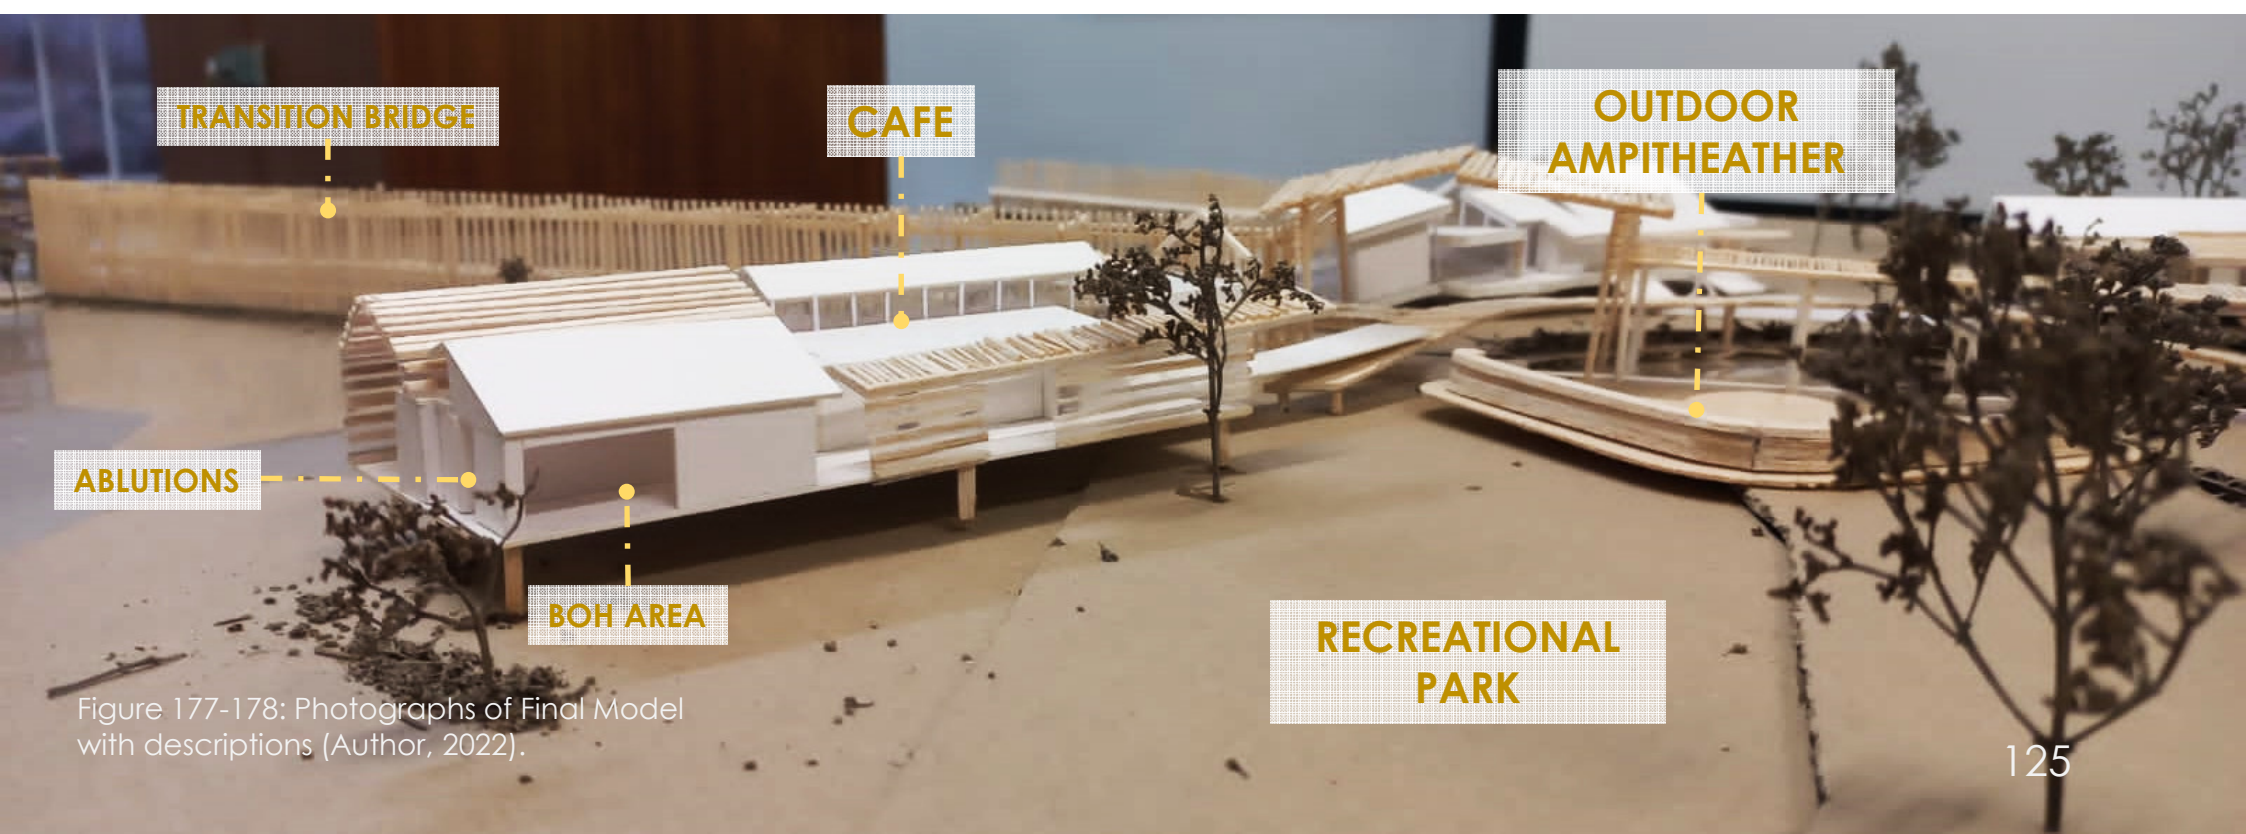 TRANSITION BRIDGE
CAFE
OUTDOOR
AMPITHEATHER
ABLUTIONS
BOH AREA
RECREATIONAL
PARK
Figure 177-178: Photographs of Final Model
with descriptions (Author, 2022).
125